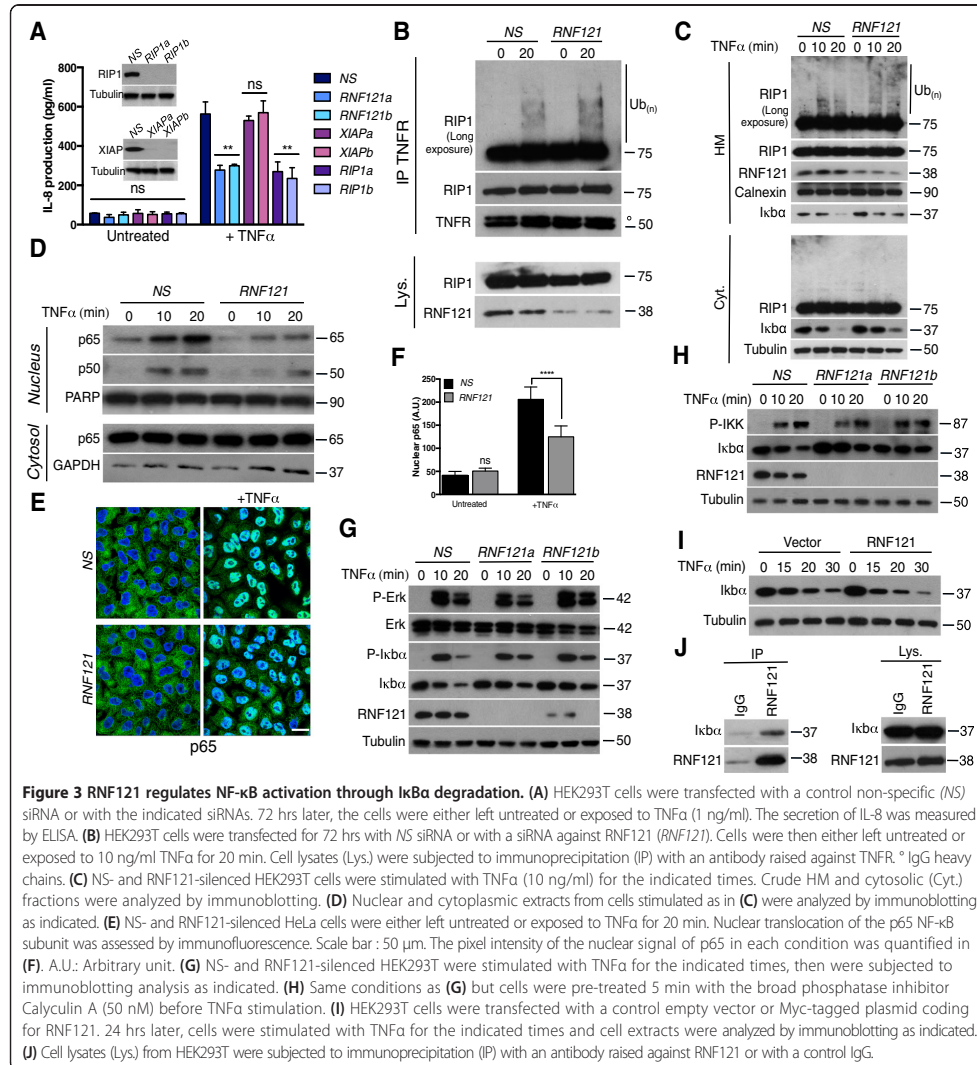 A
NS RIP1a RIP1b
RIP1
Tubulin
NS XIAPa XIAPb
XIAP
Tubulin
IL-8 production (pg/ml)
800
600
400
200
0
ns
**
ns
**
Untreated
+ TNFα
NS
RNF121a
RNF121b
XIAPa
XIAPb
RIP1a
RIP1b
B
NS RNF121
0 20 0 20
IP TNFR
RIP1
(Long
exposure)
Ub(n)
75
RIP1 75
TNFR ° 50
Lys.
RIP1 75
RNF121 38
C
NS RNF121
TNFα (min) 0 10 20 0 10 20
HM
RIP1
(Long
exposure)
Ub(n)
75
RIP1 75
RNF121 38
Calnexin 90
Iκbα 37
Cyt.
RIP1 75
Iκbα 37
Tubulin 50
D
NS RNF121
TNFα (min) 0 10 20 0 10 20
Nucleus
p65 65
p50 50
PARP 90
Cytosol
p65 65
GAPDH 37
E
+TNFα
NS
RNF121
p65
F
NS
RNF121
****
Nuclear p65 (A.U.)
250
200
150
100
50
0
ns
Untreated
+TNFα
G
NS RNF121a RNF121b
TNFα (min) 0 10 20 0 10 20 0 10 20
P-Erk 42
Erk 42
P-Iκbα 37
Iκbα 37
RNF121 38
Tubulin 50
H
NS RNF121a RNF121b
TNFα (min) 0 10 20 0 10 20 0 10 20
P-IKK 87
Iκbα 37
RNF121
Tubulin 50
I
Vector RNF121
TNFα (min) 0 15 20 30 0 15 20 30
Iκbα 37
Tubulin 50
J
IP
IgG RNF121
Iκbα 37
RNF121 38
Lys.
IgG RNF121
Iκbα 37
RNF121 38
Figure 3 RNF121 regulates NF-κB activation through IκBα degradation. (A) HEK293T cells were transfected with a control non-specific (NS)
siRNA or with the indicated siRNAs. 72 hrs later, the cells were either left untreated or exposed to TNFα (1 ng/ml). The secretion of IL-8 was measured
by ELISA. (B) HEK293T cells were transfected for 72 hrs with NS siRNA or with a siRNA against RNF121 (RNF121). Cells were then either left untreated or
exposed to 10 ng/ml TNFα for 20 min. Cell lysates (Lys.) were subjected to immunoprecipitation (IP) with an antibody raised against TNFR. ° IgG heavy
chains. (C) NS- and RNF121-silenced HEK293T cells were stimulated with TNFα (10 ng/ml) for the indicated times. Crude HM and cytosolic (Cyt.)
fractions were analyzed by immunoblotting. (D) Nuclear and cytoplasmic extracts from cells stimulated as in (C) were analyzed by immunoblotting
as indicated. (E) NS- and RNF121-silenced HeLa cells were either left untreated or exposed to TNFα for 20 min. Nuclear translocation of the p65 NF-κB
subunit was assessed by immunofluorescence. Scale bar : 50 μm. The pixel intensity of the nuclear signal of p65 in each condition was quantified in
(F). A.U.: Arbitrary unit. (G) NS- and RNF121-silenced HEK293T were stimulated with TNFα for the indicated times, then were subjected to
immunoblotting analysis as indicated. (H) Same conditions as (G) but cells were pre-treated 5 min with the broad phosphatase inhibitor
Calyculin A (50 nM) before TNFα stimulation. (I) HEK293T cells were transfected with a control empty vector or Myc-tagged plasmid coding
for RNF121. 24 hrs later, cells were stimulated with TNFα for the indicated times and cell extracts were analyzed by immunoblotting as indicated.
(J) Cell lysates (Lys.) from HEK293T were subjected to immunoprecipitation (IP) with an antibody raised against RNF121 or with a control IgG.